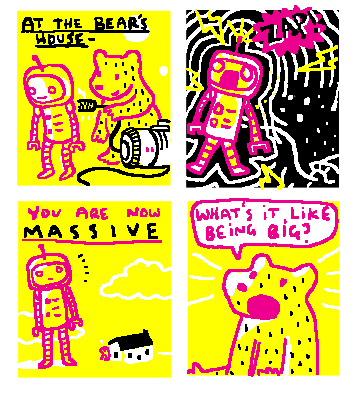 AT THE BEAR'S
HOUSE-
ZAP!
YOU ARE NOW
MASSIVE
WHAT'S IT LIKE
BEING BIG?